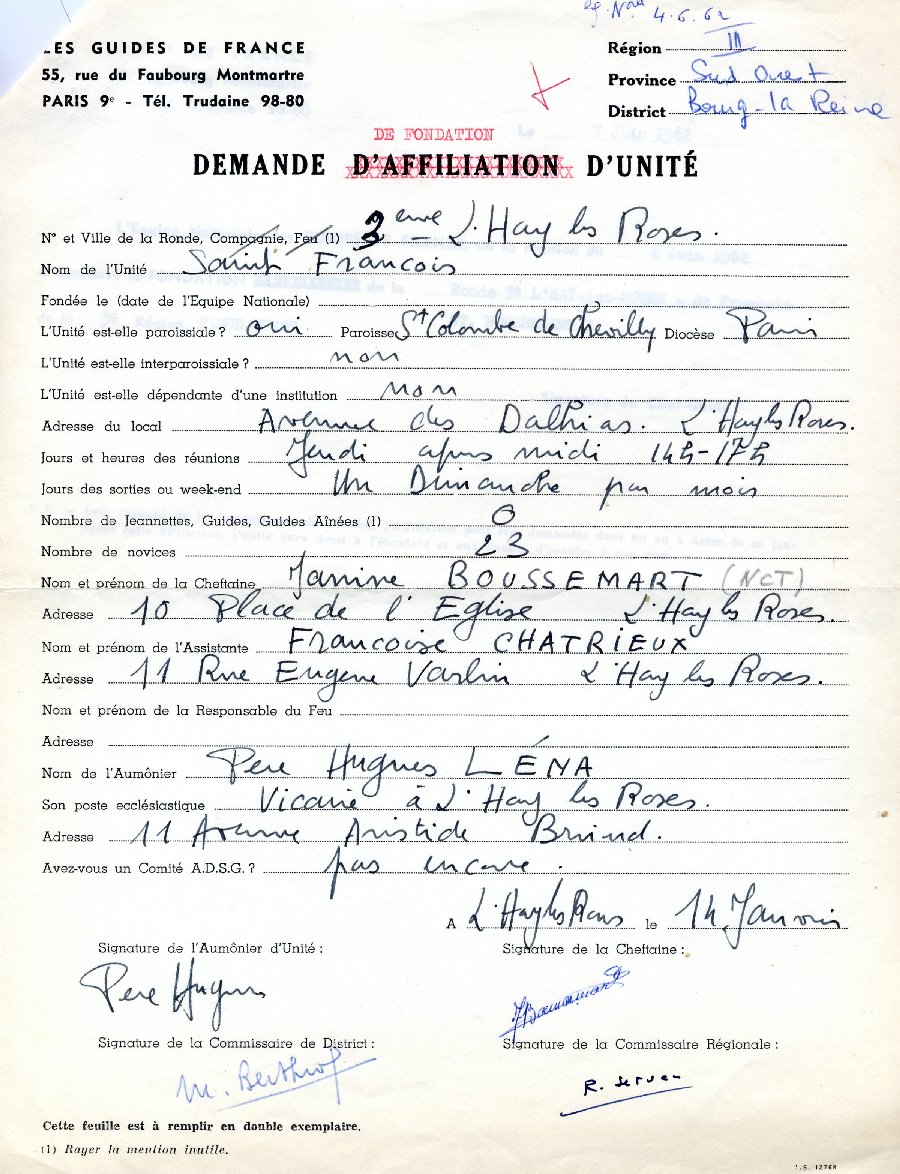 4.6.62
LES GUIDES DE FRANCE
55, rue du Faubourg Montmartre
PARIS 9e - Tél. Trudaine 98-80
Région III
Province Sud Ouest
District Bourg-la Reine
DE FONDATION
DEMANDE D'AFFILIATION D'UNITÉ
N° et Ville de la Ronde, Compagnie, Feu (1) 3eme L'Hay les Roses.
Nom de l'Unité Saint Francois
Fondée le (date de l'Equipe Nationale)
L'Unité est-elle paroissiale ? oui Paroisse St Colombe de Chevilly Diocèse Paris
L'Unité est-elle interparoissiale ? non
L'Unité est-elle dépendante d'une institution non
Adresse du local Avenue des Dalhias. L'Hay les Roses.
Jours et heures des réunions Jeudi apres midi 14h-17h
Jours des sorties ou week-end Un Dimanche par mois
Nombre de Jeannettes, Guides, Guides Aînées (1) 0
Nombre de novices 23
Nom et prénom de la Cheftaine Janine BOUSSEMART (NCT)
Adresse 10 Place de l'Eglise L'Hay les Roses.
Nom et prénom de l'Assistante Francoise CHATRIEUX
Adresse 11 Rue Eugene Varlin L'Hay les Roses.
Nom et prénom de la Responsable du Feu
Adresse
Nom de l'Aumônier Pere Hugues LÉNA
Son poste ecclésiastique Vicaire à L'Hay les Roses.
Adresse 11 Avenue Aristide Briand.
Avez-vous un Comité A.D.S.G. ? pas encore.
A L'Hay les Roses le 14 Janvier
Signature de l'Aumônier d'Unité :
Signature de la Cheftaine :
Pere Hugues
JBoussemart
Signature de la Commissaire de District :
Signature de la Commissaire Régionale :
Cette feuille est à remplir en double exemplaire.
(1) Rayer la mention inutile.
I.S. 12768